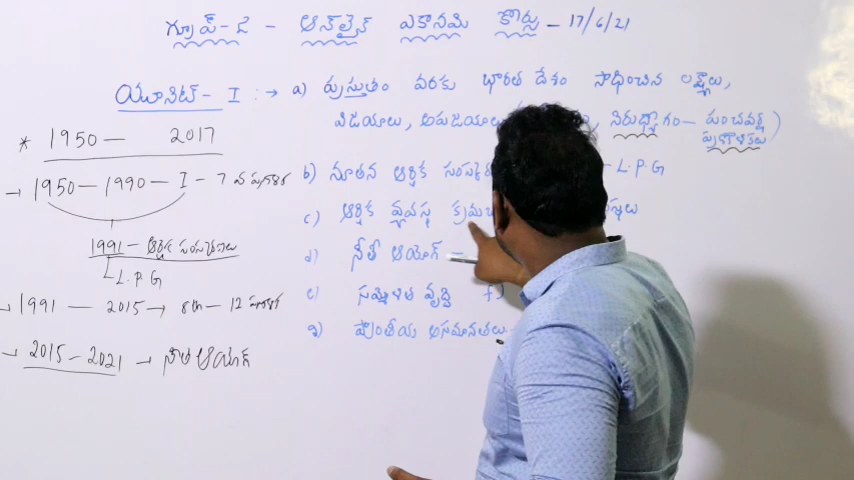 గ్రూప్-2 - ఆన్‌లైన్ ఎకానమి కోర్సు - 17/6/21
యూనిట్- I :→ a) ప్రస్తుతం వరకు భారత దేశం సాధించిన లక్ష్యాలు,
విజయాలు, అపజయాలు నిరుద్యోగం- పంచవర్ష
ప్రణాళికలు
b) నూతన ఆర్థిక - L.P.G
c) ఆర్థిక వ్యవస్థ
d) నీతి ఆయోగ్ -
e) సమ్మిళిత వృద్ధి f)
g) ప్రాంతీయ అసమానతలు
* 1950 - 2017
→ 1950 - 1990 - I - 7 వ ప్రణాళిక
1991 - ఆర్థిక సంస్కరణలు
L.P.G
→ 1991 - 2015 → 8th - 12 ప్రణాళిక
→ 2015 - 2021 → నీతి ఆయోగ్